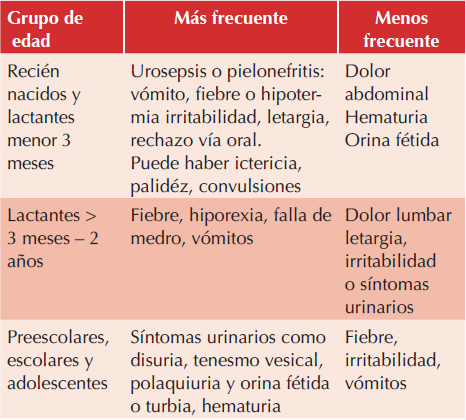 Grupo de edad
Más frecuente
Menos frecuente
Recién nacidos y lactantes menor 3 meses
Urosepsis o pielonefritis:
vómito, fiebre o hipoter-
mia irritabilidad, letargia,
rechazo vía oral.
Puede haber ictericia,
palidéz, convulsiones
Dolor
abdominal
Hematuria
Orina fétida
Lactantes >
3 meses – 2
años
Fiebre, hiporexia, falla de
medro, vómitos
Dolor lumbar
letargia,
irritabilidad
o síntomas
urinarios
Preescolares,
escolares y
adolescentes
Síntomas urinarios como
disuria, tenesmo vesical,
polaquiuria y orina fétida
o turbia, hematuria
Fiebre,
irritabilidad,
vómitos